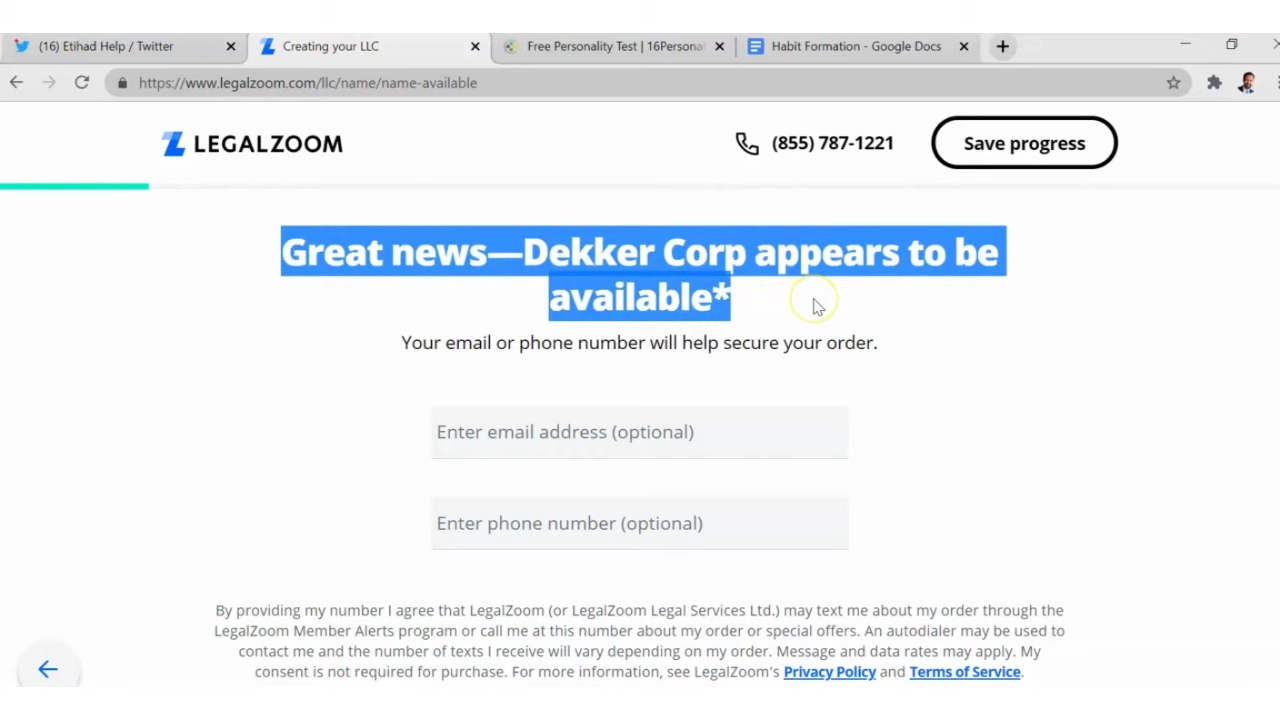 (16) Etihad Help / Twitter
Creating your LLC
Free Personality Test | 16Personal
Habit Formation - Google Docs
https://www.legalzoom.com/llc/name/name-available
LEGALZOOM
(855) 787-1221
Save progress
Great news—Dekker Corp appears to be
available*
Your email or phone number will help secure your order.
Enter email address (optional)
Enter phone number (optional)
By providing my number I agree that LegalZoom (or LegalZoom Legal Services Ltd.) may text me about my order through the
LegalZoom Member Alerts program or call me at this number about my order or special offers. An autodialer may be used to
contact me and the number of texts I receive will vary depending on my order. Message and data rates may apply. My
consent is not required for purchase. For more information, see LegalZoom's Privacy Policy and Terms of Service.